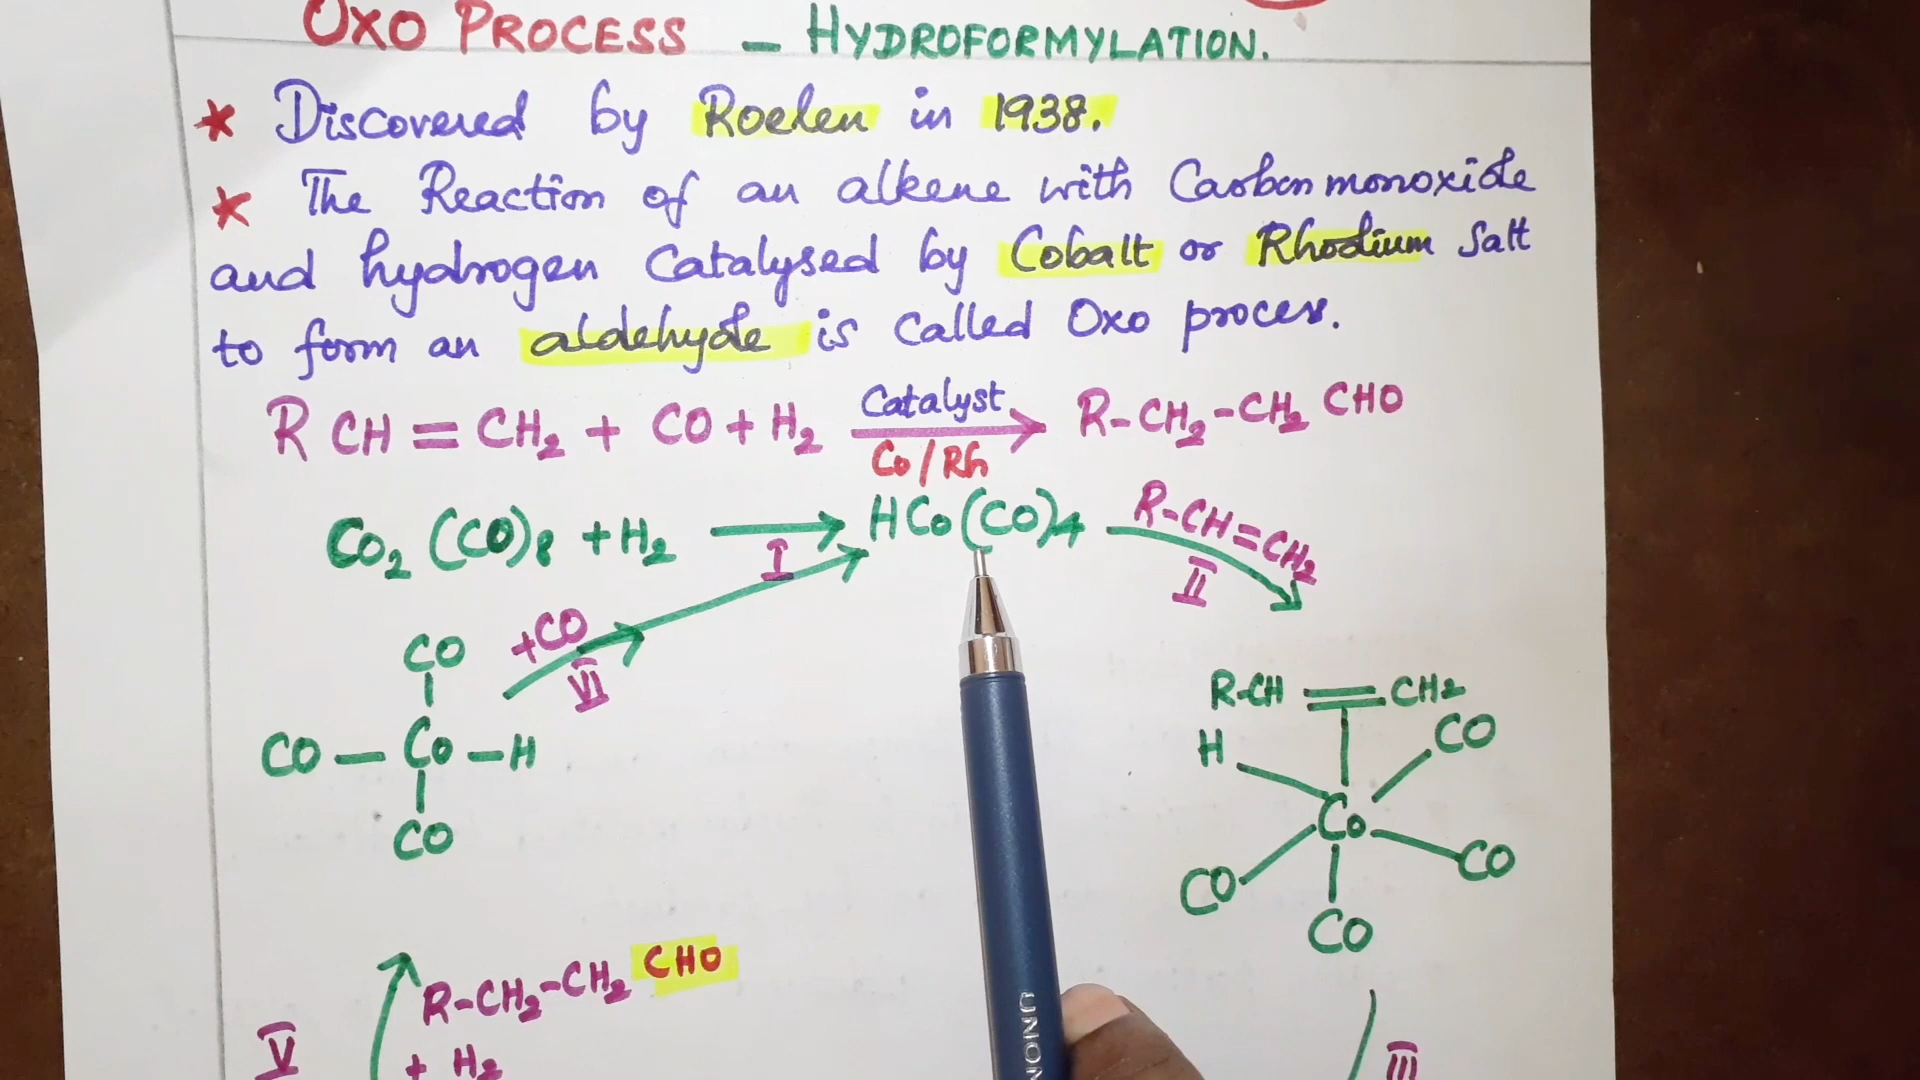 OXO PROCESS – HYDROFORMYLATION.
* Discovered by Roelen in 1938.
* The Reaction of an alkene with Carbon monoxide
and hydrogen Catalysed by Cobalt or Rhodium Salt
to form an aldehyde is called Oxo process.
R CH = CH₂ + CO + H₂ Catalyst Co/Rh → R-CH₂-CH₂ CHO
Co₂ (CO)₈ + H₂ → I HCo(CO)₄ R-CH=CH₂ II
+CO
VI
CO
CO – Co – H
CO
R-CH = CH₂
H CO
Co
CO CO
CO
R-CH₂-CH₂ CHO
+ H₂
V
III
UNION